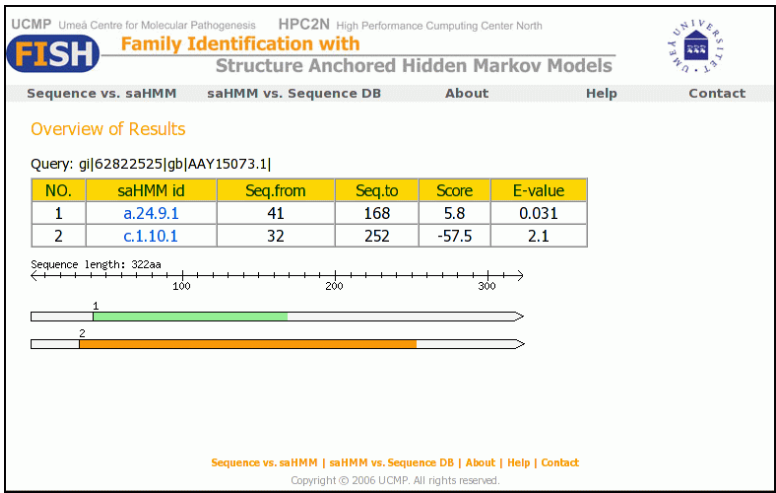 UCMP Umeå Centre for Molecular Pathogenesis HPC2N High Performance Computing Center North
FISH Family Identification with
Structure Anchored Hidden Markov Models
UMEÅ UNIVERSITET
Sequence vs. saHMM saHMM vs. Sequence DB About Help Contact
Overview of Results
Query: gi|62822525|gb|AAY15073.1|
NO. saHMM id Seq.from Seq.to Score E-value
1 a.24.9.1 41 168 5.8 0.031
2 c.1.10.1 32 252 -57.5 2.1
Sequence length: 322aa
100 200 300
1
2
Sequence vs. saHMM | saHMM vs. Sequence DB | About | Help | Contact
Copyright © 2006 UCMP. All rights reserved.